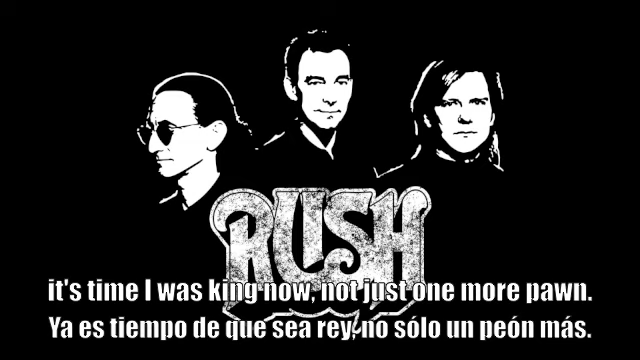 RUSH
it's time I was king now, not just one more pawn.
Ya es tiempo de que sea rey, no sólo un peón más.